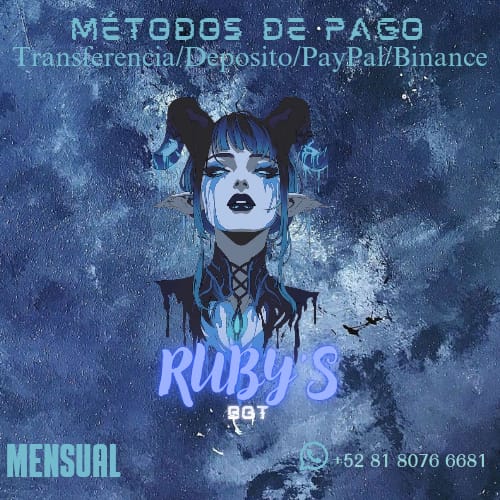 MÉTODOS DE PAGO
Transferencia/Deposito/PayPal/Binance
RUBY'S
BOT
MENSUAL
+52 81 8076 6681